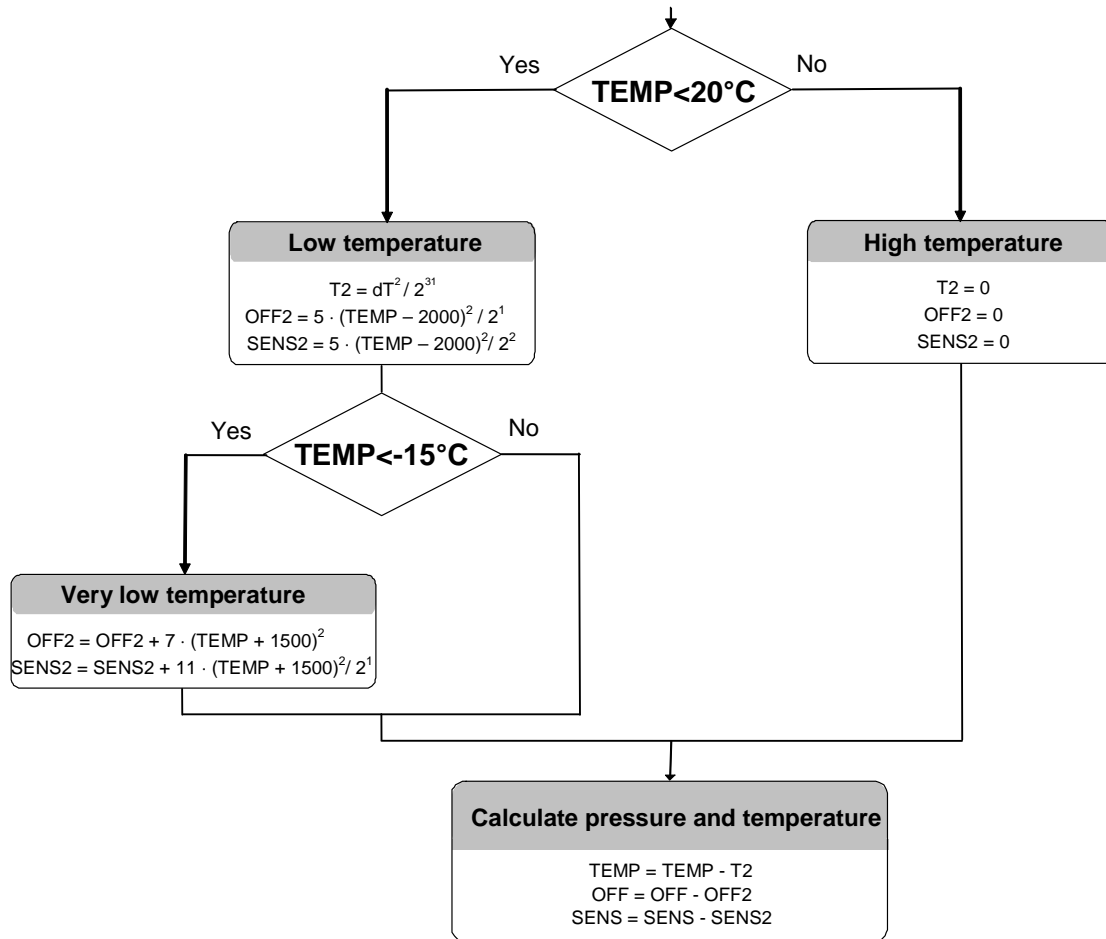 Yes
No
TEMP<20°C
Low temperature
T2 = dT² / 2³¹
OFF2 = 5 · (TEMP – 2000)² / 2¹
SENS2 = 5 · (TEMP – 2000)²/ 2²
High temperature
T2 = 0
OFF2 = 0
SENS2 = 0
Yes
No
TEMP<-15°C
Very low temperature
OFF2 = OFF2 + 7 · (TEMP + 1500)²
SENS2 = SENS2 + 11 · (TEMP + 1500)²/ 2¹
Calculate pressure and temperature
TEMP = TEMP - T2
OFF = OFF - OFF2
SENS = SENS - SENS2